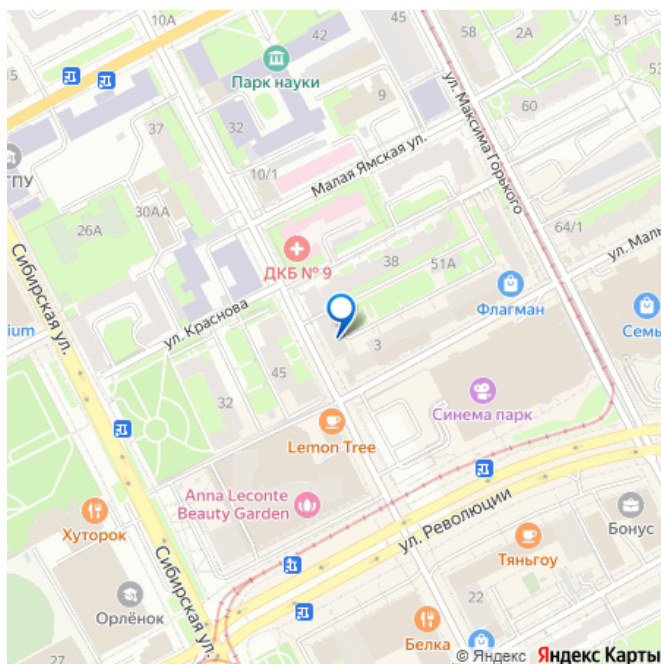 10А
45
58
2А
51
42
Парк науки
15
9
53
37
32
60
Малая Ямская ул.
ул. Максима Горького
10/1
ГПУ
30АА
26А
64/1
ДКБ № 9
38
51А
ул. Маль
Флагман
Сибирская ул.
ул. Краснова
ium
Семь
3
45
32
Синема парк
Lemon Tree
Anna Leconte
Beauty Garden
ул. Революции
Хуторок
Бонус
Тяньгоу
Сибирская ул.
Орлёнок
22
Белка
27
© Яндекс Яндекс Карты